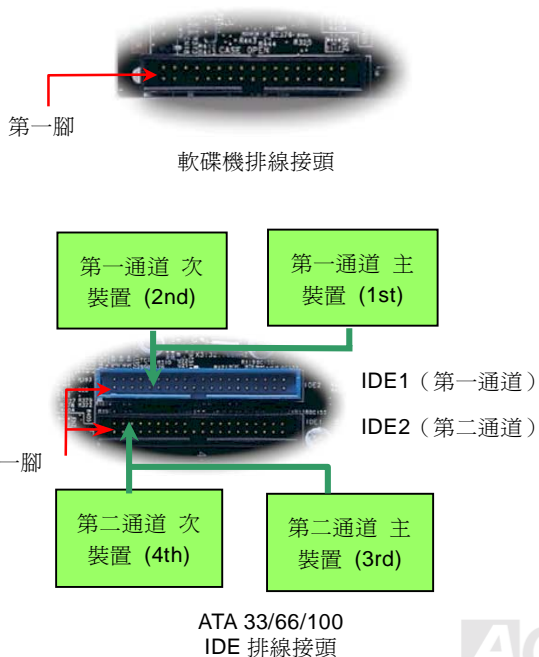 CASE OPEN
第一腳
軟碟機排線接頭
第一通道 次
裝置 (2nd)
第一通道 主
裝置 (1st)
IDE1（第一通道）
IDE2（第二通道）
一腳
第二通道 次
裝置 (4th)
第二通道 主
裝置 (3rd)
ATA 33/66/100
IDE 排線接頭